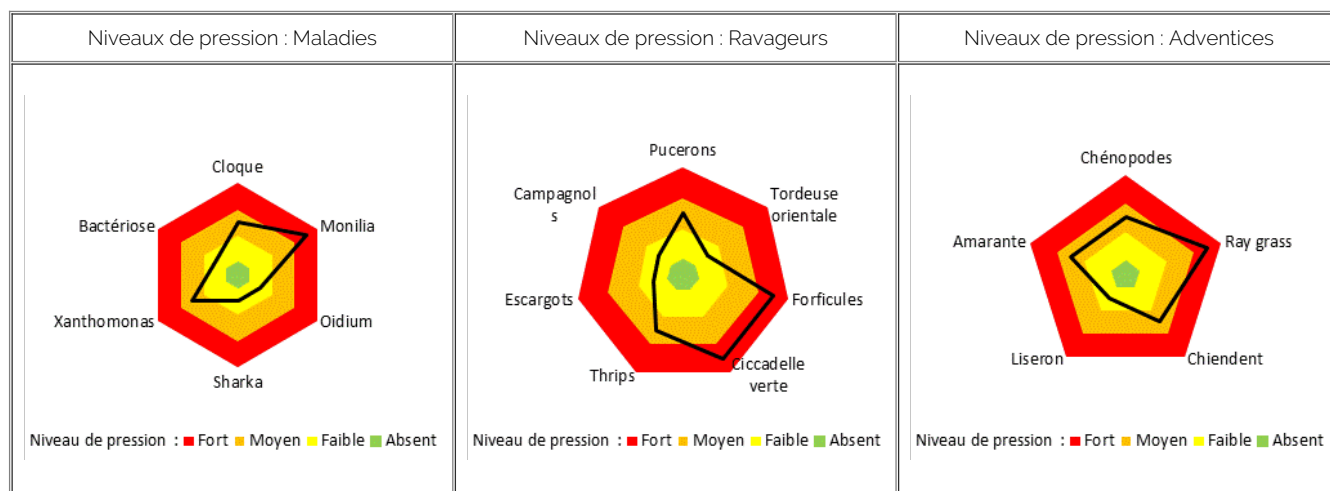 Niveaux de pression : Maladies
Niveaux de pression : Ravageurs
Niveaux de pression : Adventices
Cloque
Monilia
Oidium
Sharka
Xanthomonas
Bactériose
Niveau de pression : Fort Moyen Faible Absent
Pucerons
Tordeuse
orientale
Forficules
Ciccadelle
verte
Thrips
Escargots
Campagnol
s
Niveau de pression : Fort Moyen Faible Absent
Chénopodes
Ray grass
Chiendent
Liseron
Amarante
Niveau de pression : Fort Moyen Faible Absent